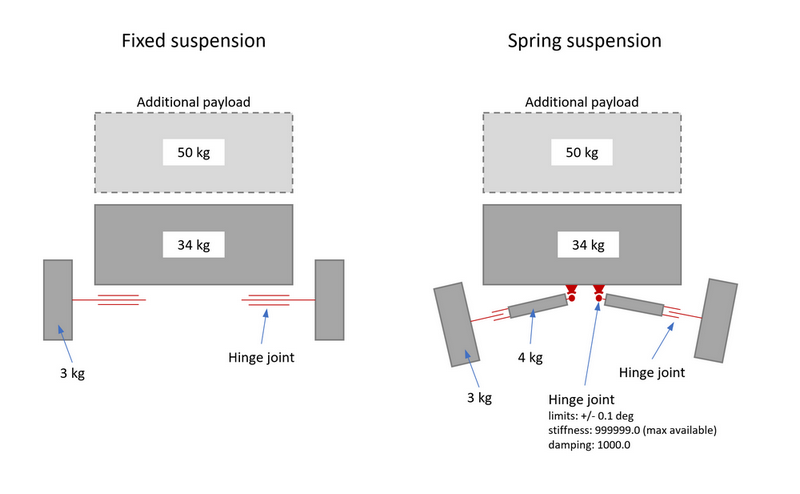 Fixed suspension
Additional payload
50 kg
34 kg
Hinge joint
3 kg
Spring suspension
Additional payload
50 kg
34 kg
4 kg
Hinge joint
3 kg
Hinge joint
limits: +/- 0.1 deg
stiffness: 999999.0 (max available)
damping: 1000.0